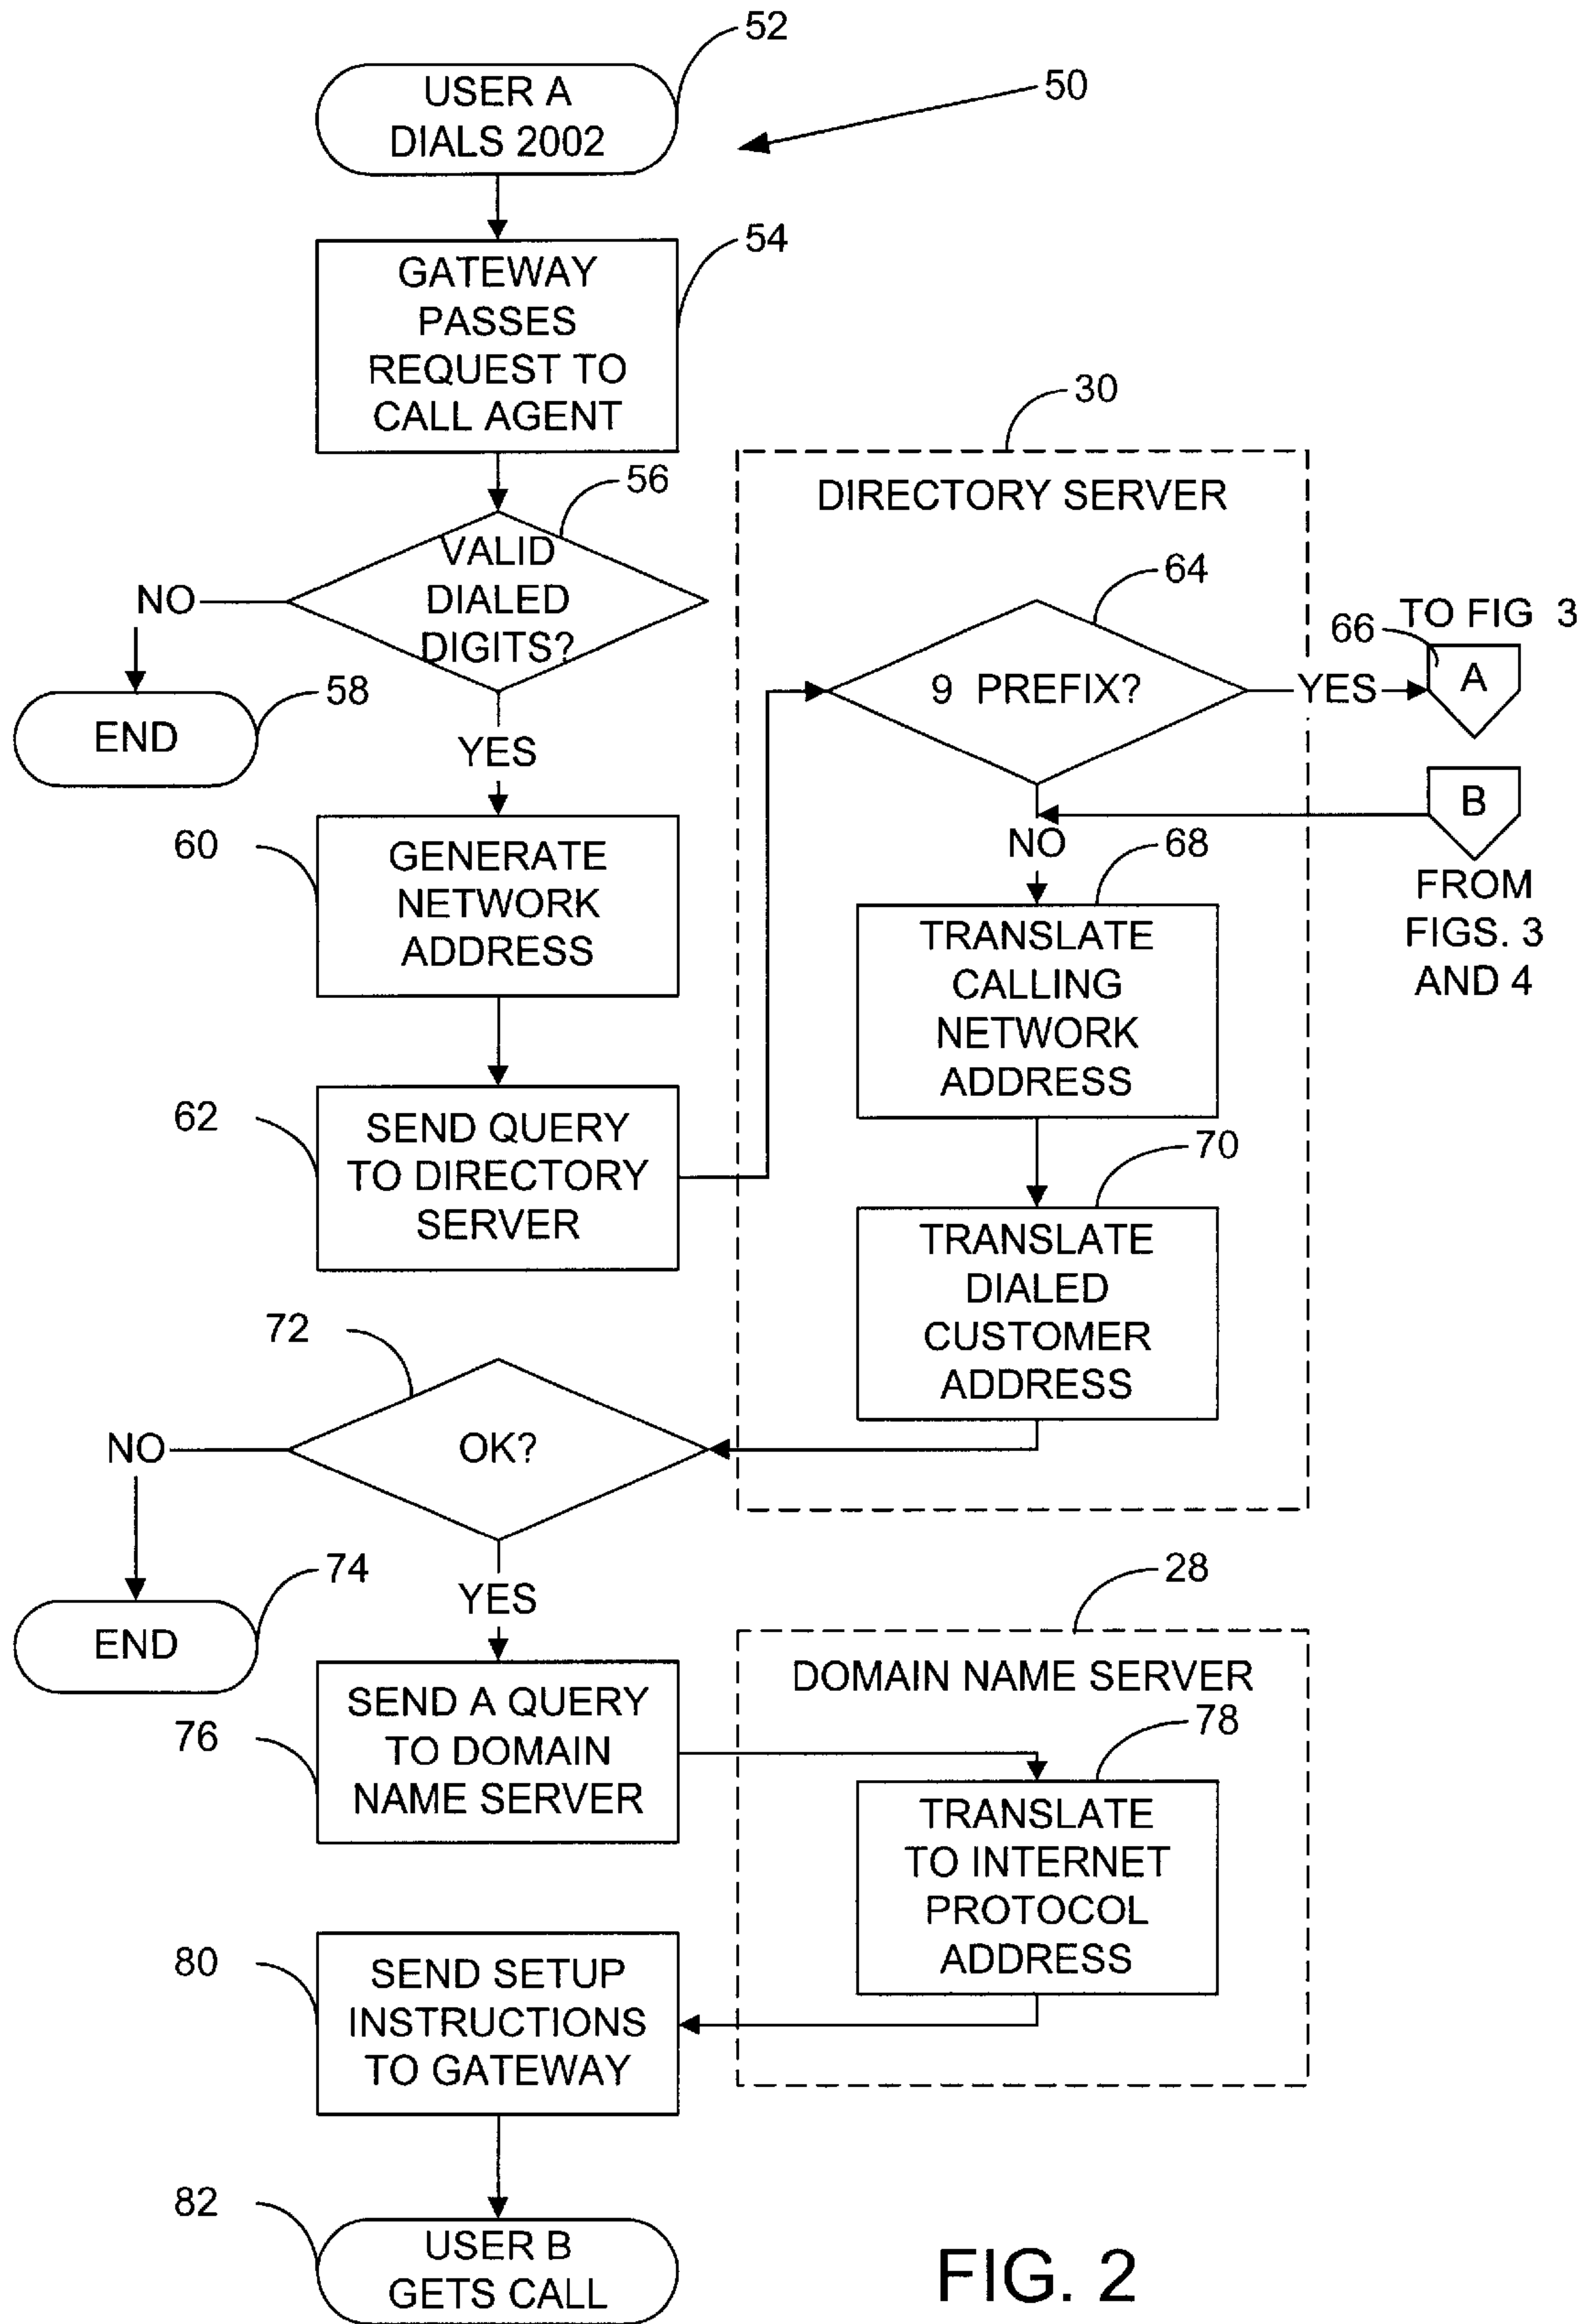 52
USER A
DIALS 2002
50
54
GATEWAY
PASSES
REQUEST TO
CALL AGENT
30
56
DIRECTORY SERVER
VALID
DIALED
DIGITS?
NO
58
END
YES
64
9 PREFIX?
YES
TO FIG 3
66
A
B
FROM
FIGS. 3
AND 4
NO
60
GENERATE
NETWORK
ADDRESS
68
TRANSLATE
CALLING
NETWORK
ADDRESS
62
SEND QUERY
TO DIRECTORY
SERVER
70
TRANSLATE
DIALED
CUSTOMER
ADDRESS
72
OK?
NO
74
END
YES
28
DOMAIN NAME SERVER
76
SEND A QUERY
TO DOMAIN
NAME SERVER
78
TRANSLATE
TO INTERNET
PROTOCOL
ADDRESS
80
SEND SETUP
INSTRUCTIONS
TO GATEWAY
82
USER B
GETS CALL
FIG. 2